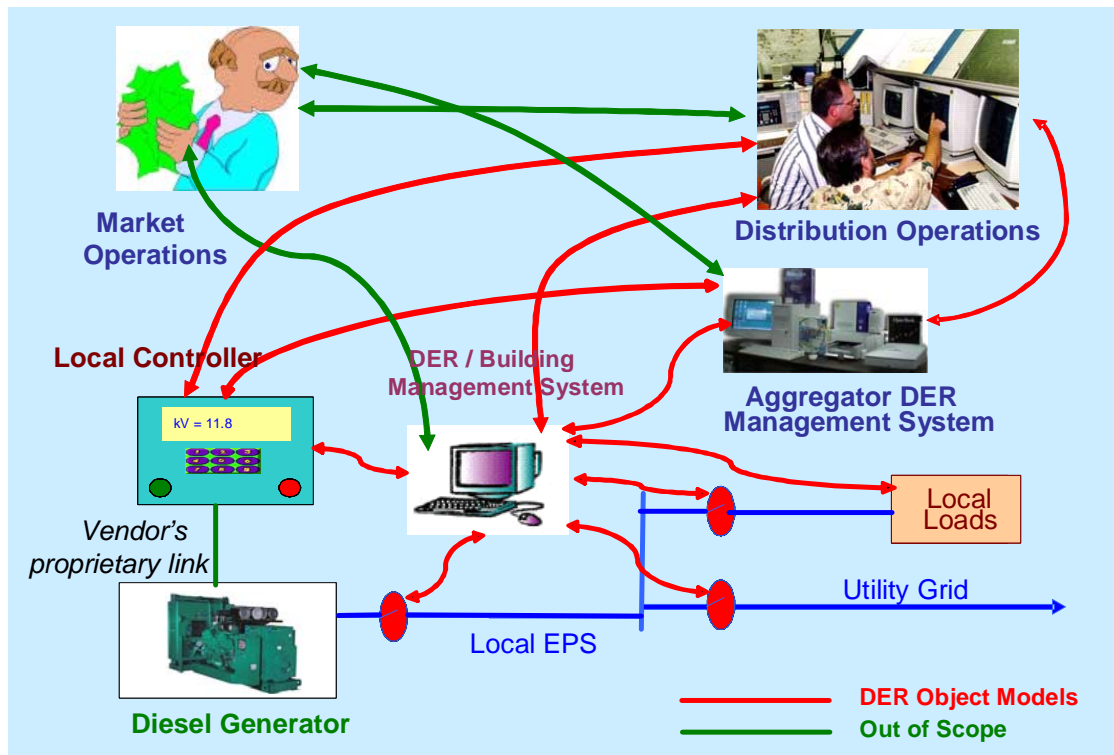 Market
Operations
Distribution Operations
Local Controller
DER / Building
Management System
Aggregator DER
Management System
kV = 11.8
Local
Loads
Vendor's
proprietary link
Utility Grid
Local EPS
Diesel Generator
DER Object Models
Out of Scope